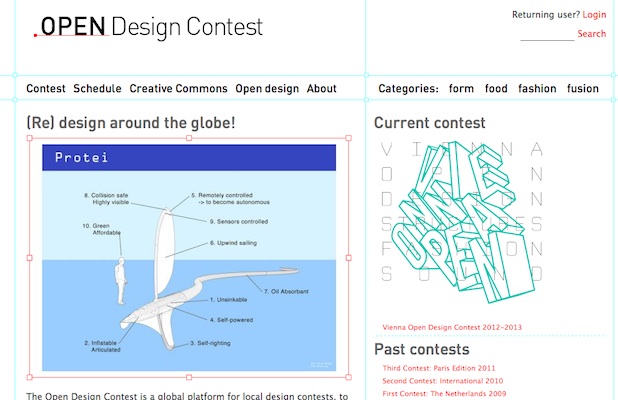 OPEN Design Contest
Returning user? Login
Search
Contest Schedule Creative Commons Open design About
Categories: form food fashion fusion
(Re) design around the globe!
Protei
8. Collision safe
Highly visible
5. Remotely controlled
-> to become autonomous
9. Sensors controlled
10. Green
Affordable
6. Upwind sailing
7. Oil Absorbant
1. Unsinkable
4. Self-powered
2. Inflatable
Articulated
3. Self-righting
The Open Design Contest is a global platform for local design contests, to
Current contest
VIENNA
OPEN
VIENNA
OPEN
Vienna Open Design Contest 2012-2013
Past contests
Third Contest: Paris Edition 2011
Second Contest: International 2010
First Contest: The Netherlands 2009